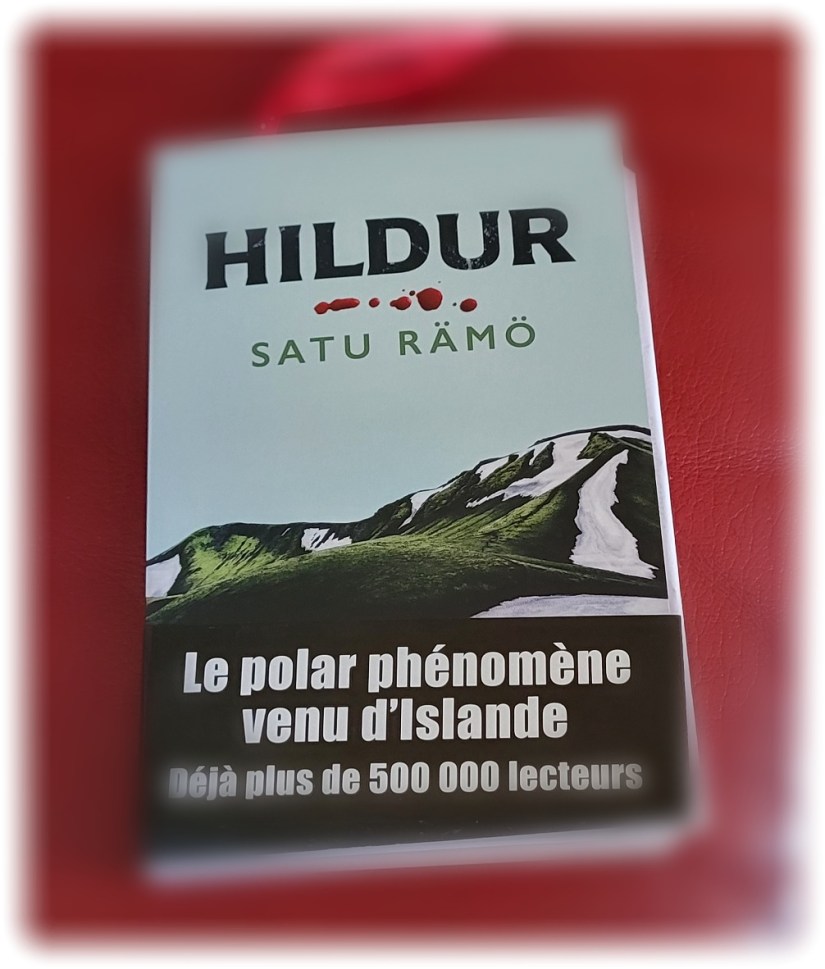 HILDUR
SATU RÄMÖ
Le polar phénomène
venu d'Islande
Déjà plus de 500 000 lecteurs